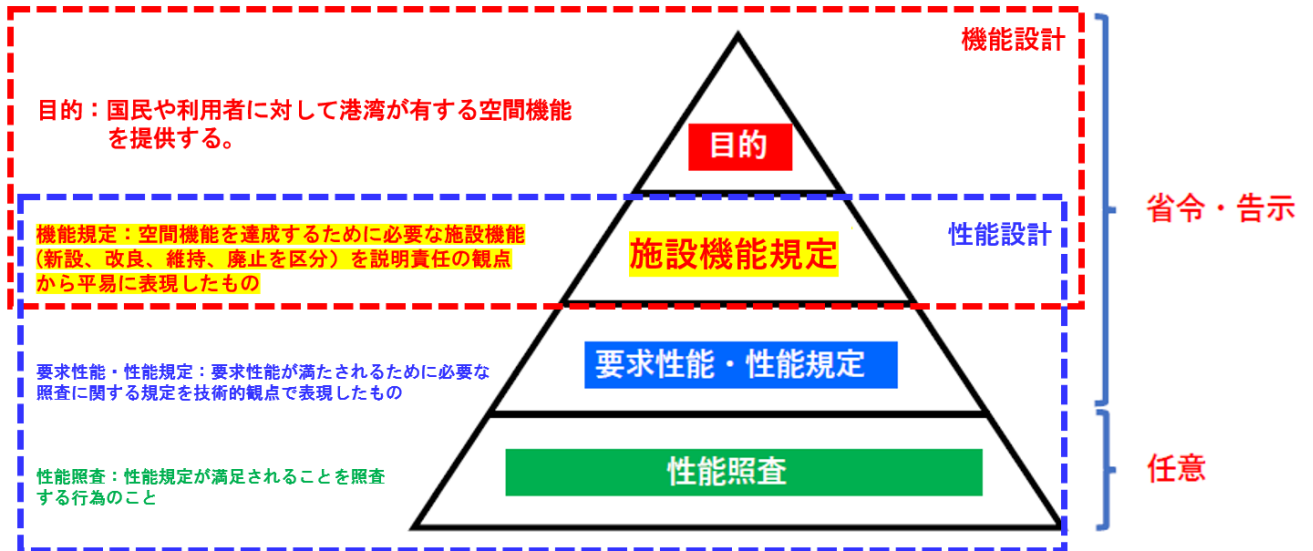 機能設計
目的：国民や利用者に対して港湾が有する空間機能
を提供する。
目的
省令・告示
性能設計
機能規定：空間機能を達成するために必要な施設機能
(新設、改良、維持、廃止を区分）を説明責任の観点
から平易に表現したもの
施設機能規定
要求性能・性能規定：要求性能が満たされるために必要な
照査に関する規定を技術的観点で表現したもの
要求性能・性能規定
性能照査：性能規定が満足されることを照査
する行為のこと
性能照査
任意